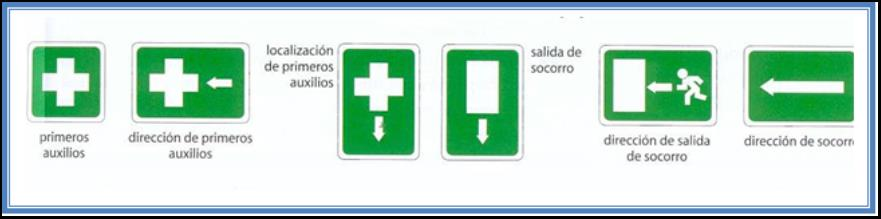 primeros
auxilios
dirección de primeros
auxilios
localización
de primeros
auxilios
salida de
socorro
dirección de salida
de socorro
dirección de socorr